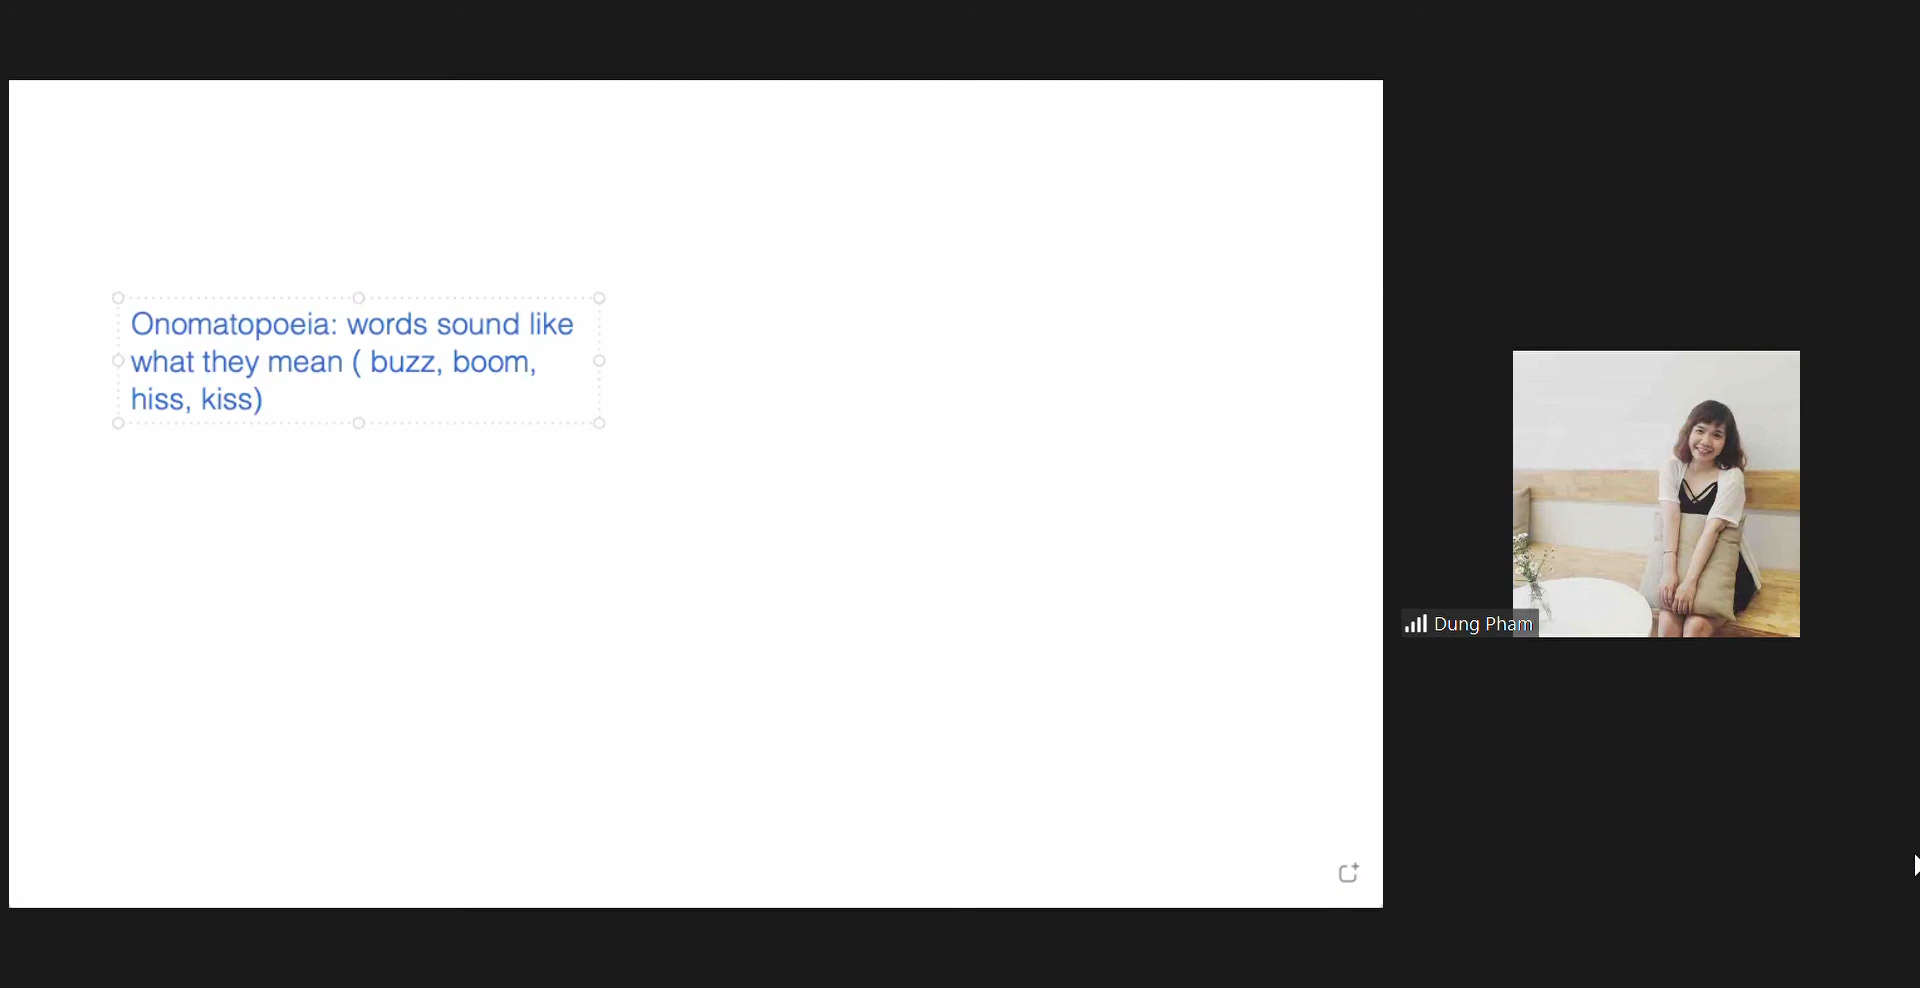 Onomatopoeia: words sound like
what they mean ( buzz, boom,
hiss, kiss)
Dung Pham